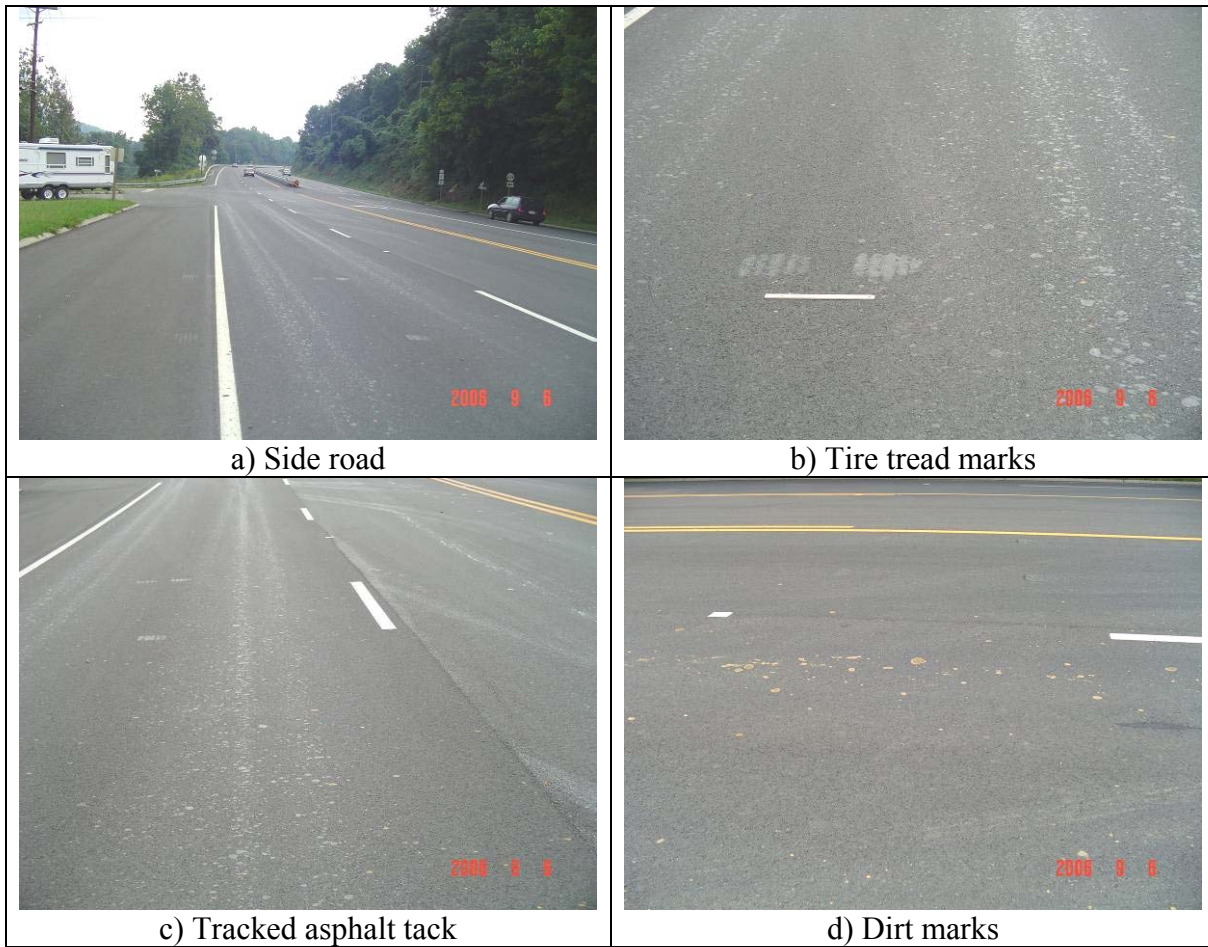 2006 9 6
2006 9 6
a) Side road
b) Tire tread marks
2006 9 6
2006 9 6
c) Tracked asphalt tack
d) Dirt marks